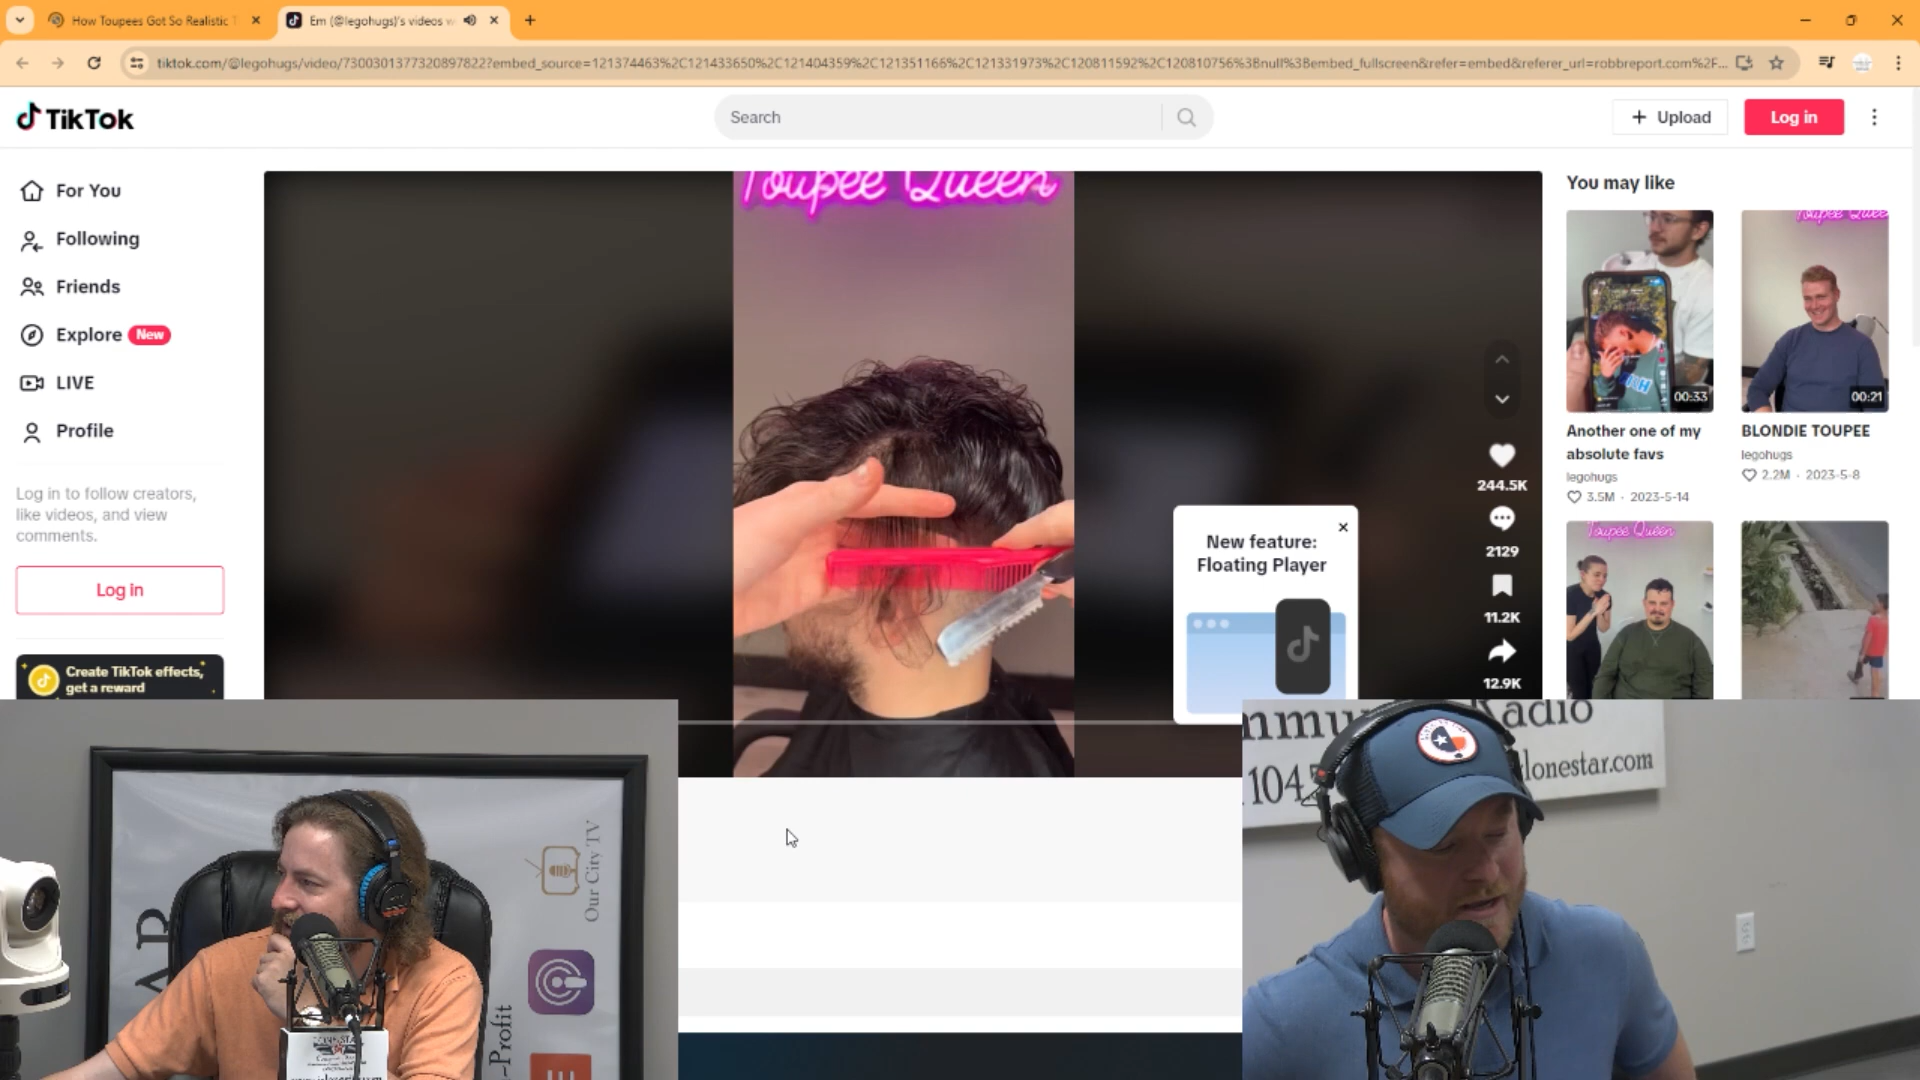 How Toupees Got So Realistic
Em (@legohugs)'s videos w
tiktok.com/@legohugs/video/7300301377320897822?embed_source=121374463%2C121433650%2C121404359%2C121351166%2C121331973%2C120811592%2C120810756%3Bnull%3Bembed_fullscreen&refer=embed&referer_url=robbreport.com%2F...
TikTok
Search
Upload
Log in
For You
Following
Friends
Explore New
LIVE
Profile
Log in to follow creators,
like videos, and view
comments.
Log in
Create TikTok effects,
get a reward
Toupee Queen
New feature:
Floating Player
244.5K
2129
11.2K
12.9K
You may like
00:33
Toupee Queen
00:21
Another one of my
absolute favs
legohugs
3.5M · 2023-5-14
BLONDIE TOUPEE
legohugs
2.2M · 2023-5-8
Toupee Queen
Our City TV
-Profit
AR
mmu Radio
104.
lonestar.com